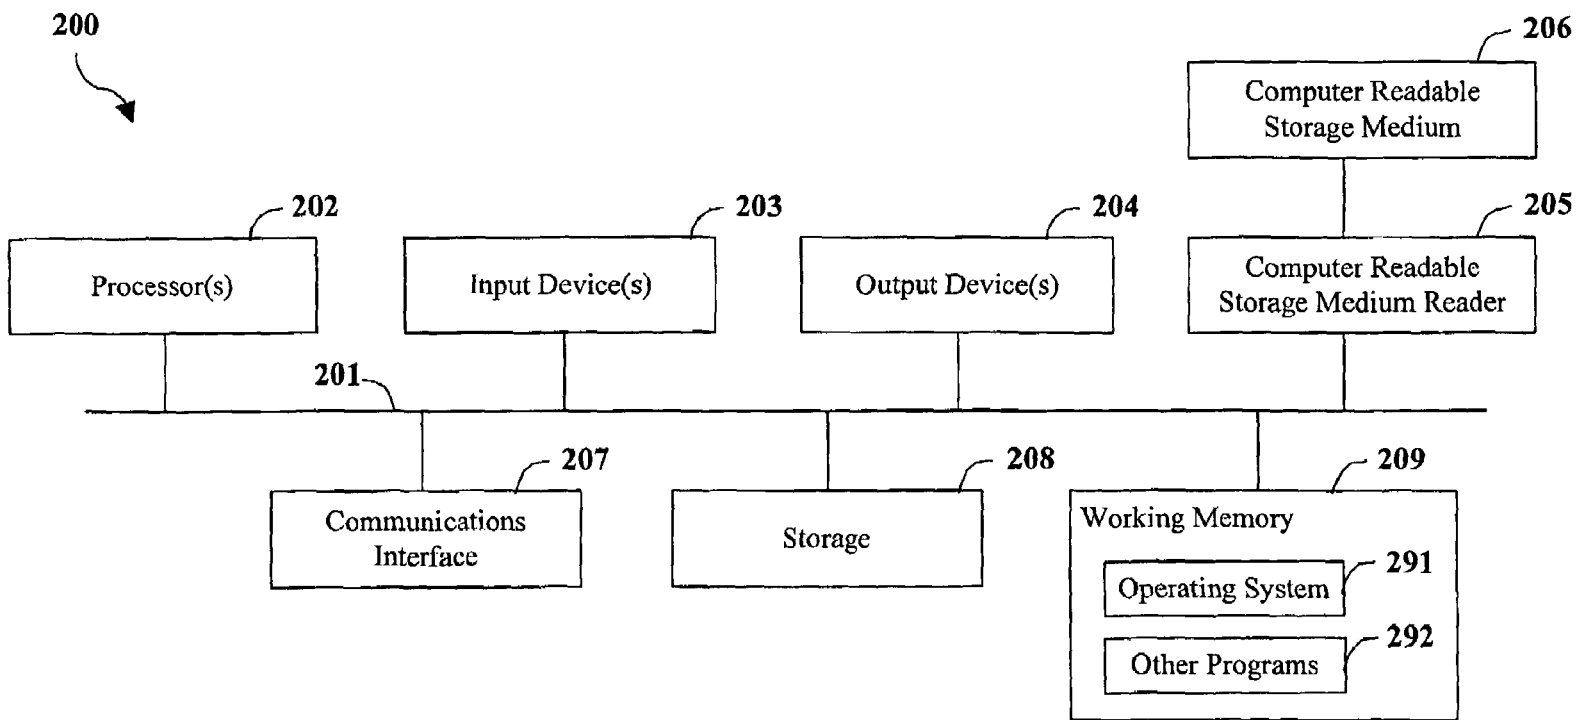 200
206
Computer Readable
Storage Medium
202
203
204
205
Processor(s)
Input Device(s)
Output Device(s)
Computer Readable
Storage Medium Reader
201
207
208
209
Communications
Interface
Storage
Working Memory
291
Operating System
292
Other Programs